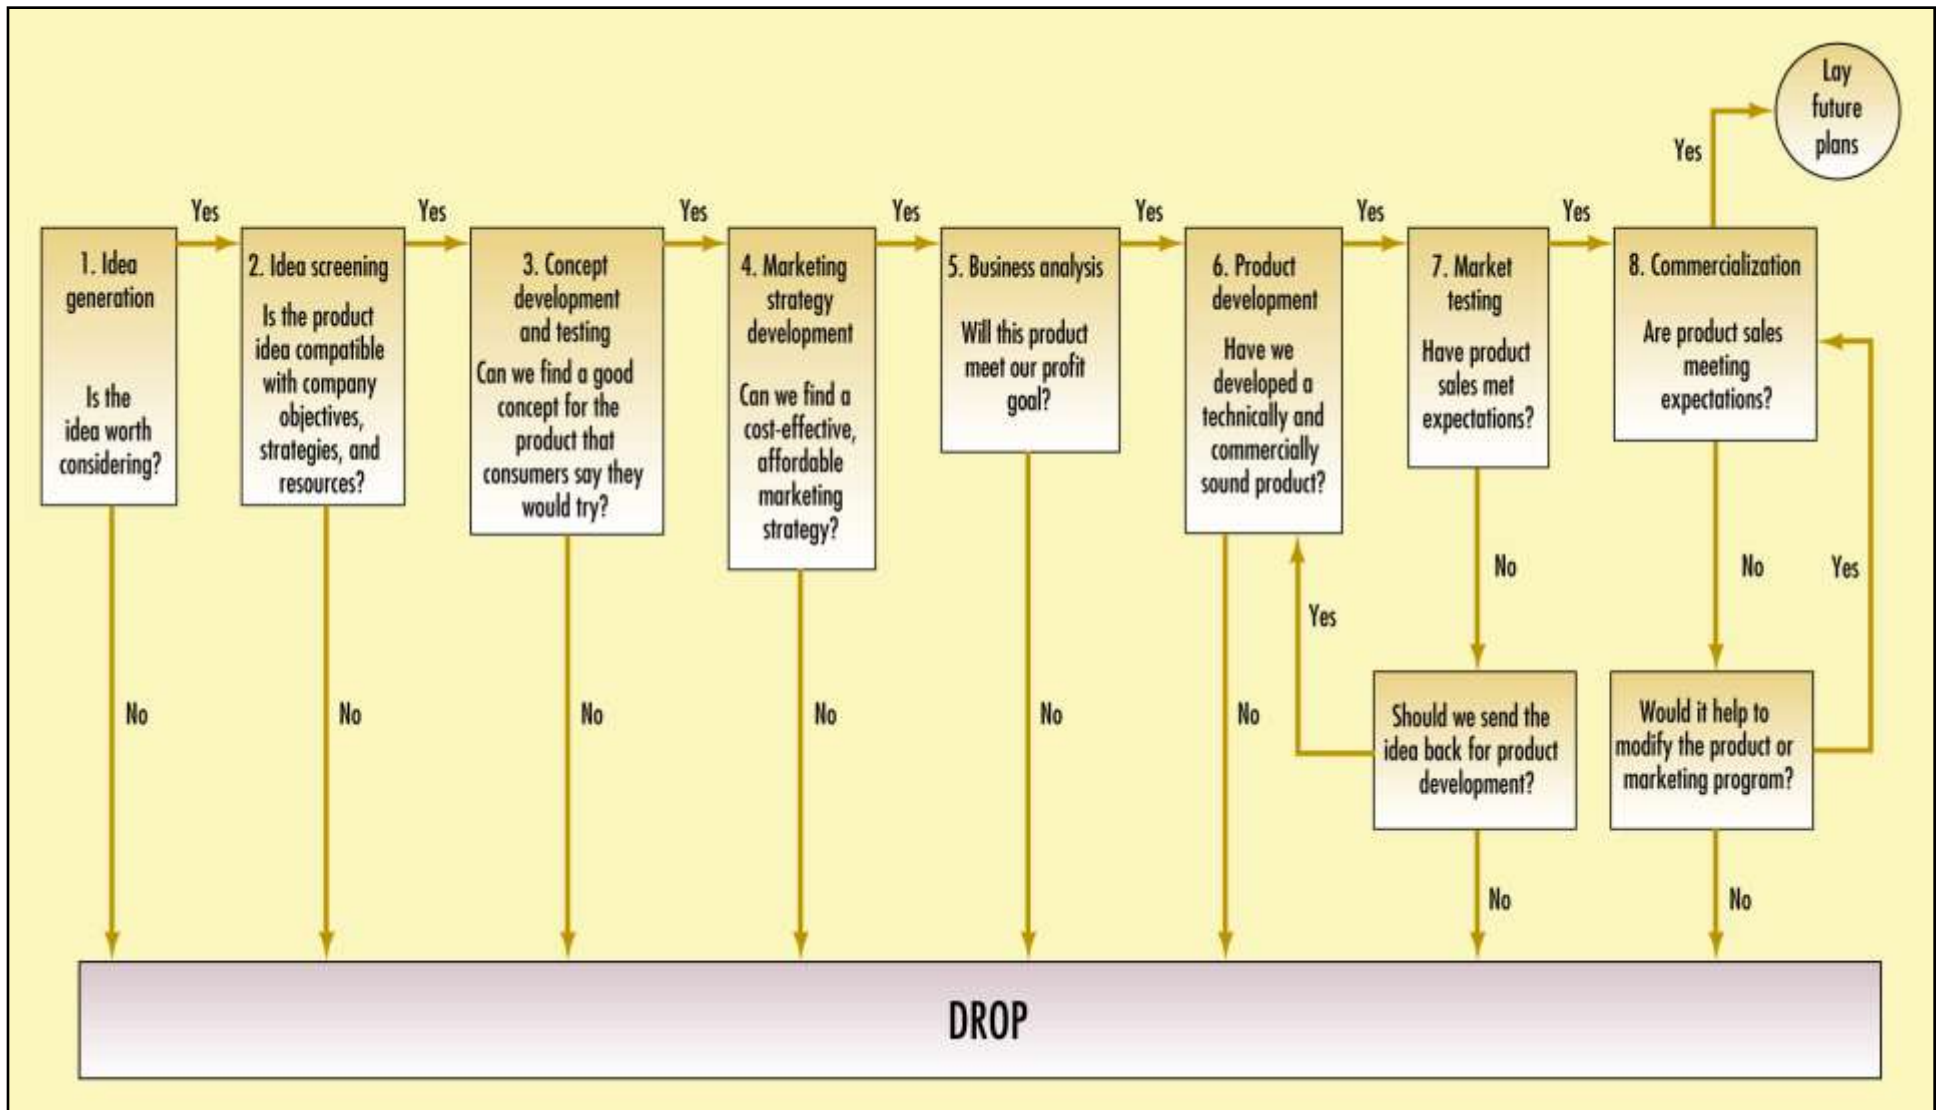 Lay
future
plans
Yes
Yes
Yes
Yes
Yes
Yes
Yes
Yes
1. Idea
generation
Is the
idea worth
considering?
2. Idea screening
Is the product
idea compatible
with company
objectives,
strategies, and
resources?
3. Concept
development
and testing
Can we find a good
concept for the
product that
consumers say they
would try?
4. Marketing
strategy
development
Can we find a
cost-effective,
affordable
marketing
strategy?
5. Business analysis
Will this product
meet our profit
goal?
6. Product
development
Have we
developed a
technically and
commercially
sound product?
7. Market
testing
Have product
sales met
expectations?
8. Commercialization
Are product sales
meeting
expectations?
No
No
Yes
Yes
No
No
No
No
No
No
Should we send the
idea back for product
development?
Would it help to
modify the product or
marketing program?
No
No
DROP